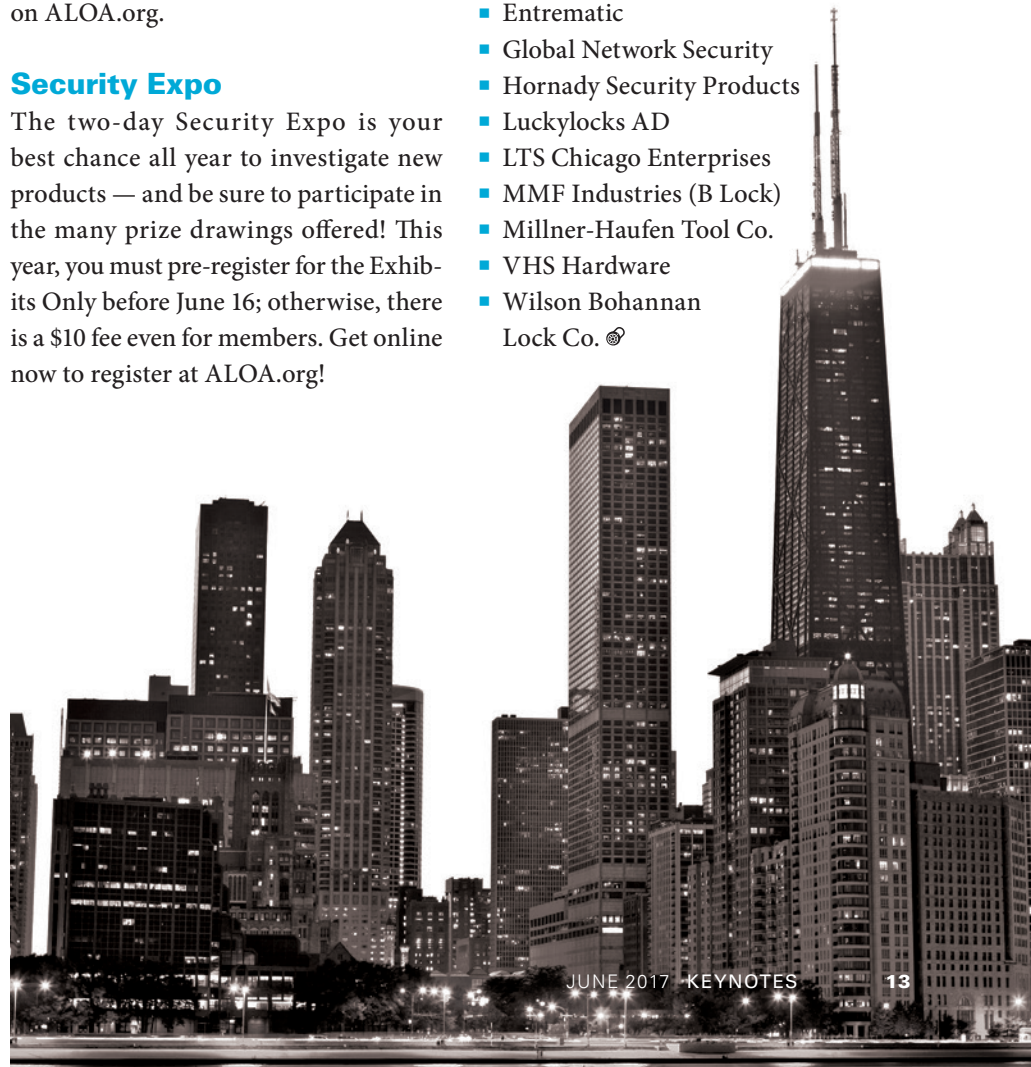 on ALOA.org.
Security Expo
The two-day Security Expo is your
best chance all year to investigate new
products — and be sure to participate in
the many prize drawings offered! This
year, you must pre-register for the Exhib-
its Only before June 16; otherwise, there
is a $10 fee even for members. Get online
now to register at ALOA.org!
▪ Entrematic
▪ Global Network Security
▪ Hornady Security Products
▪ Luckylocks AD
▪ LTS Chicago Enterprises
▪ MMF Industries (B Lock)
▪ Millner-Haufen Tool Co.
▪ VHS Hardware
▪ Wilson Bohannan
Lock Co.
JUNE 2017 KEYNOTES 13